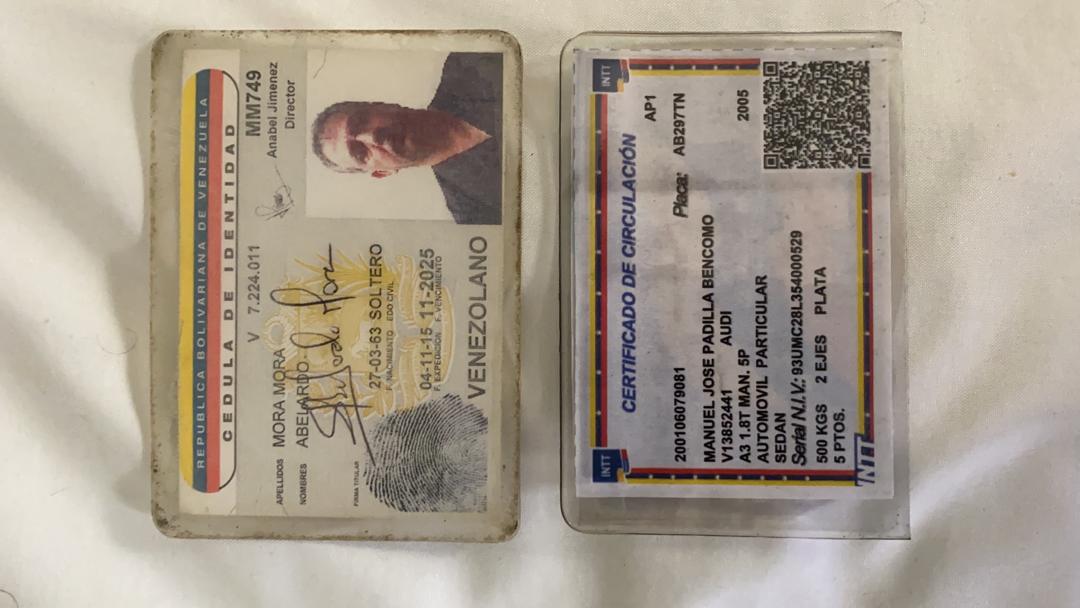 REPUBLICA BOLIVARIANA DE VENEZUELA
CEDULA DE IDENTIDAD
V 7.224.011
MM749
Anabel Jimenez
Director
APELLIDOS MORA MORA
NOMBRES ABELARDO
FIRMA TITULAR
Abelardo Mora
27-03-63 SOLTERO
F. NACIMIENTO EDO CIVIL
04-11-15 11-2025
F. EXPEDICION F. VENCIMIENTO
VENEZOLANO
INTT
INTT
CERTIFICADO DE CIRCULACIÓN
AP1
200106079081 Placa: AB297TN
MANUEL JOSE PADILLA BENCOMO
V13852441 AUDI 2005
A3 1.8T MAN. 5P
AUTOMOVIL PARTICULAR
SEDAN
Serial N.I.V.: 93UMC28L354000529
500 KGS 2 EJES PLATA
5 PTOS.
INTT